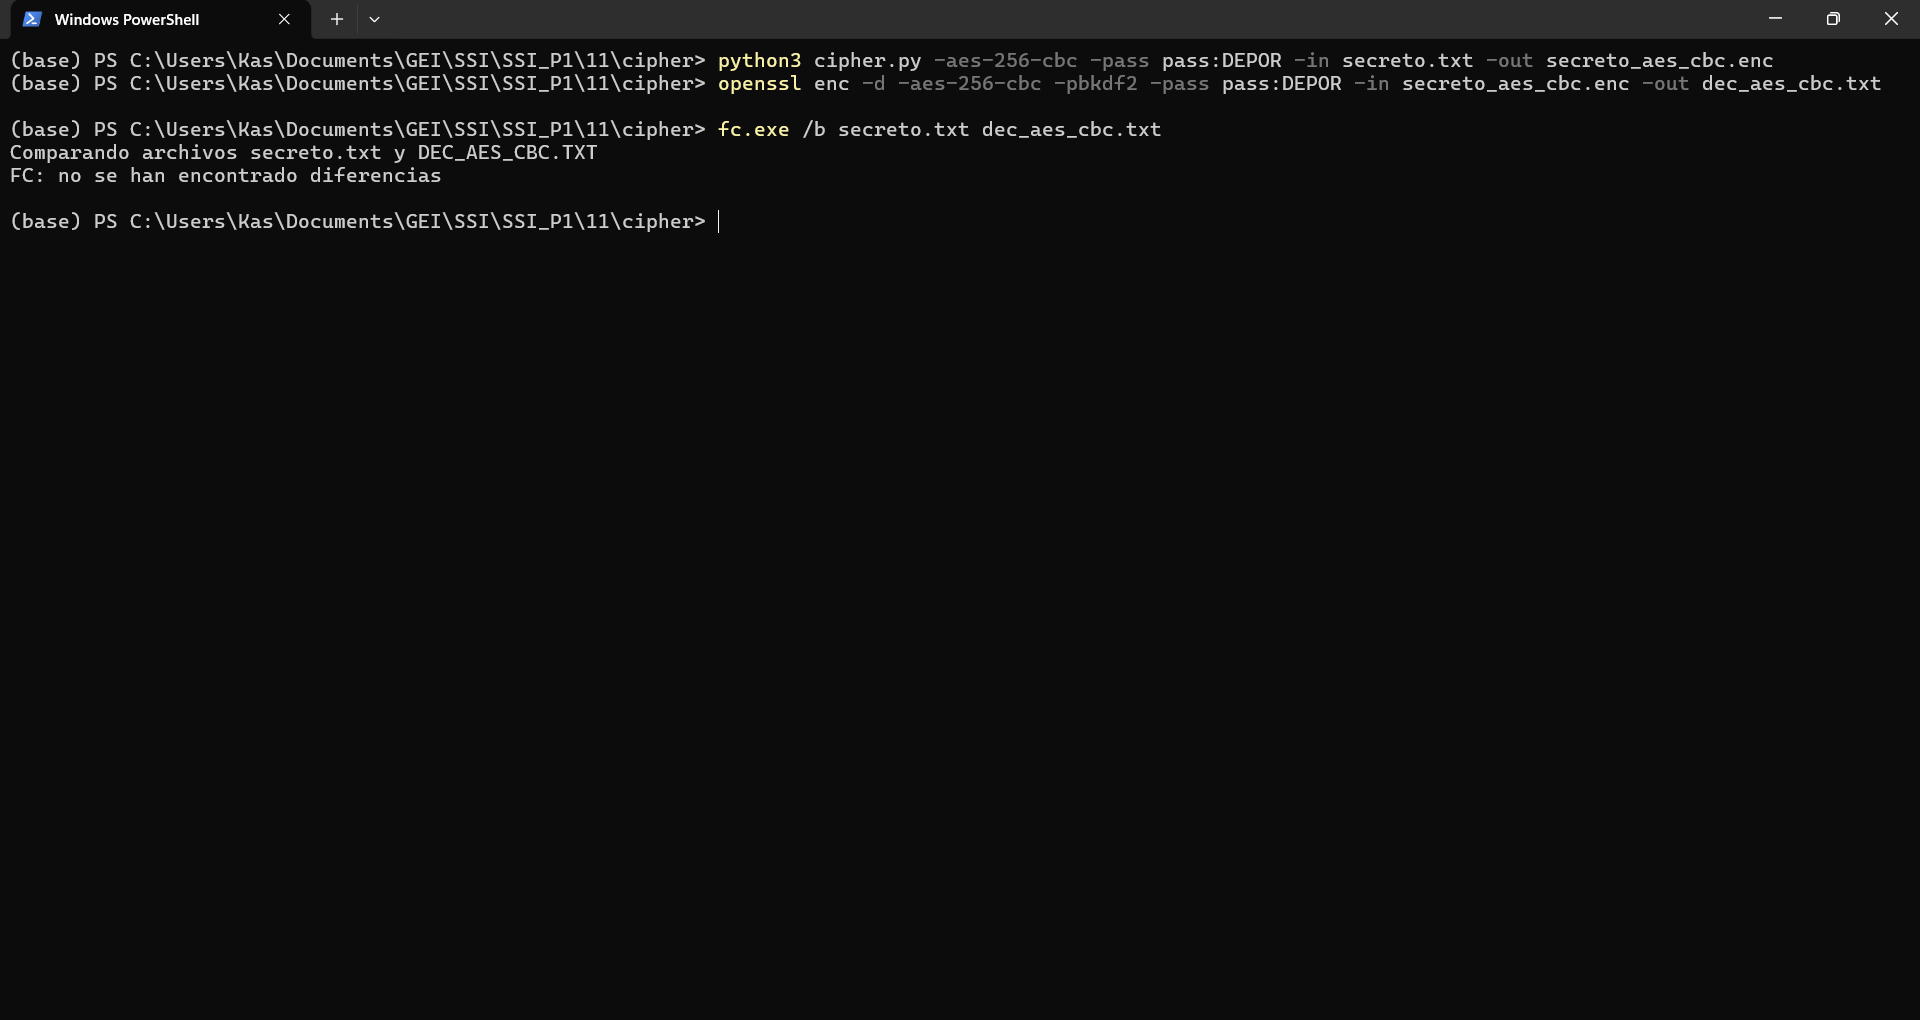 Windows PowerShell
(base) PS C:\Users\Kas\Documents\GEI\SSI\SSI_P1\11\cipher> python3 cipher.py -aes-256-cbc -pass pass:DEPOR -in secreto.txt -out secreto_aes_cbc.enc
(base) PS C:\Users\Kas\Documents\GEI\SSI\SSI_P1\11\cipher> openssl enc -d -aes-256-cbc -pbkdf2 -pass pass:DEPOR -in secreto_aes_cbc.enc -out dec_aes_cbc.txt
(base) PS C:\Users\Kas\Documents\GEI\SSI\SSI_P1\11\cipher> fc.exe /b secreto.txt dec_aes_cbc.txt
Comparando archivos secreto.txt y DEC_AES_CBC.TXT
FC: no se han encontrado diferencias
(base) PS C:\Users\Kas\Documents\GEI\SSI\SSI_P1\11\cipher>